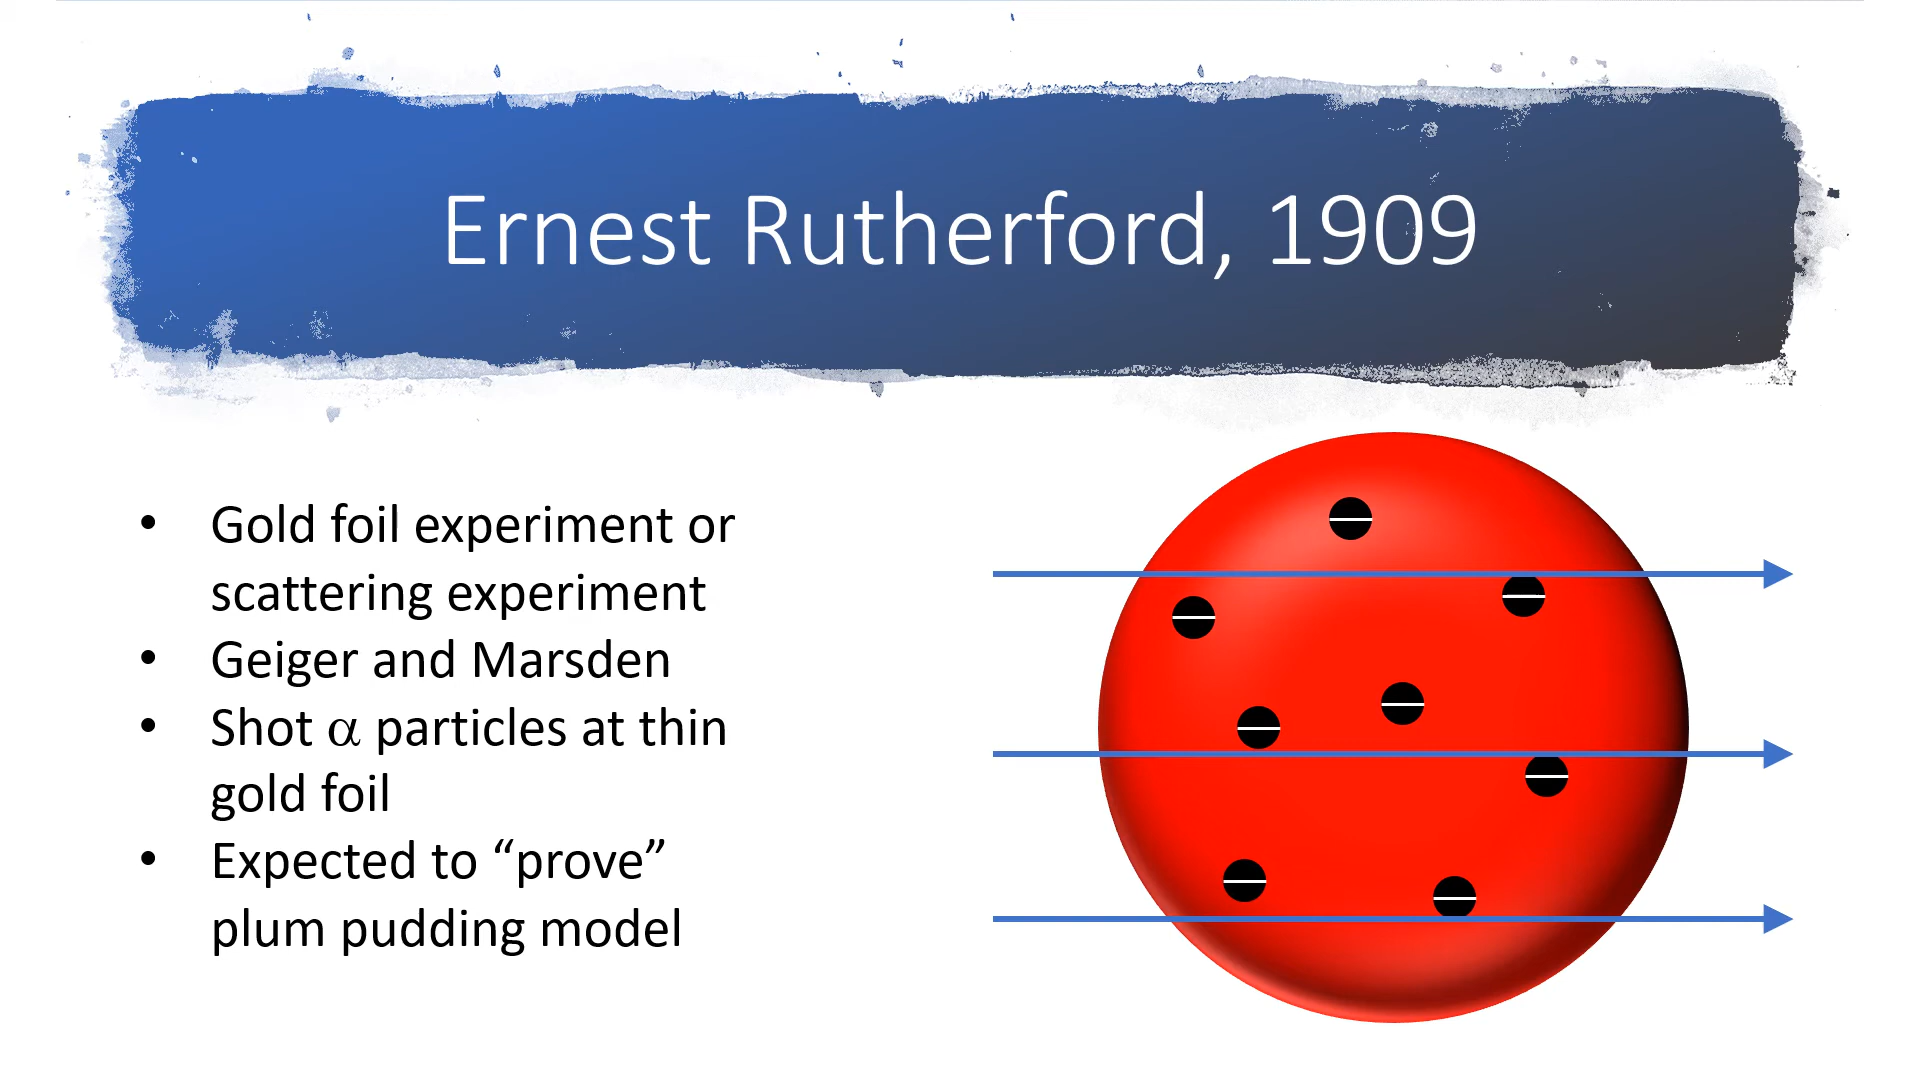 Ernest Rutherford, 1909
• Gold foil experiment or
scattering experiment
• Geiger and Marsden
• Shot α particles at thin
gold foil
• Expected to “prove”
plum pudding model